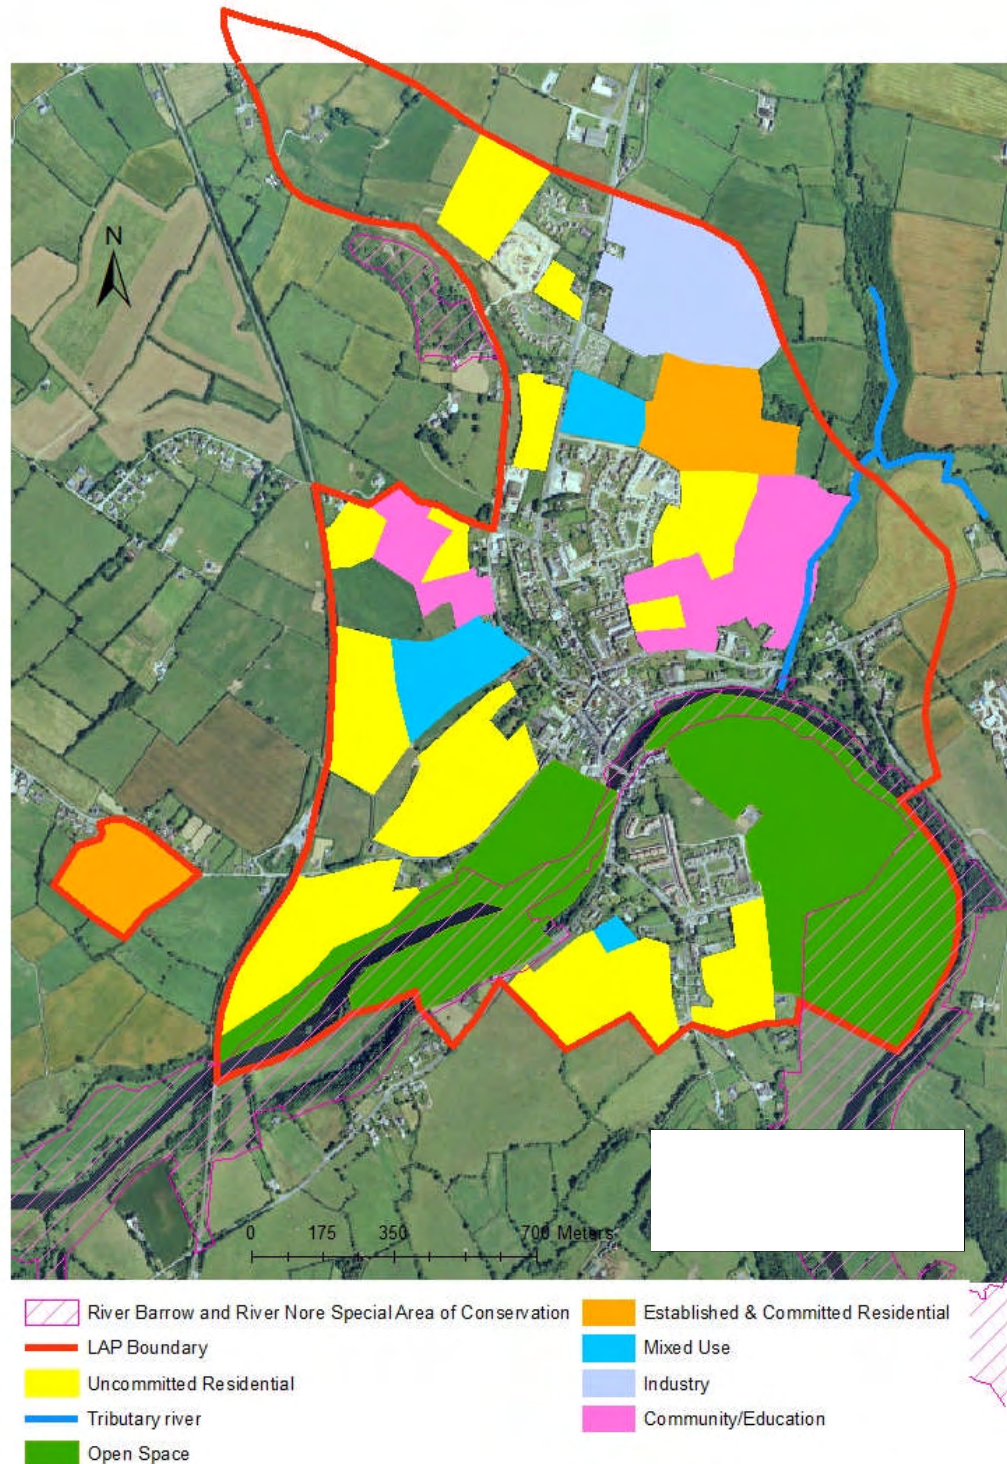 N
0 175 350 700 Meters
River Barrow and River Nore Special Area of Conservation
LAP Boundary
Uncommitted Residential
Tributary river
Open Space
Established & Committed Residential
Mixed Use
Industry
Community/Education